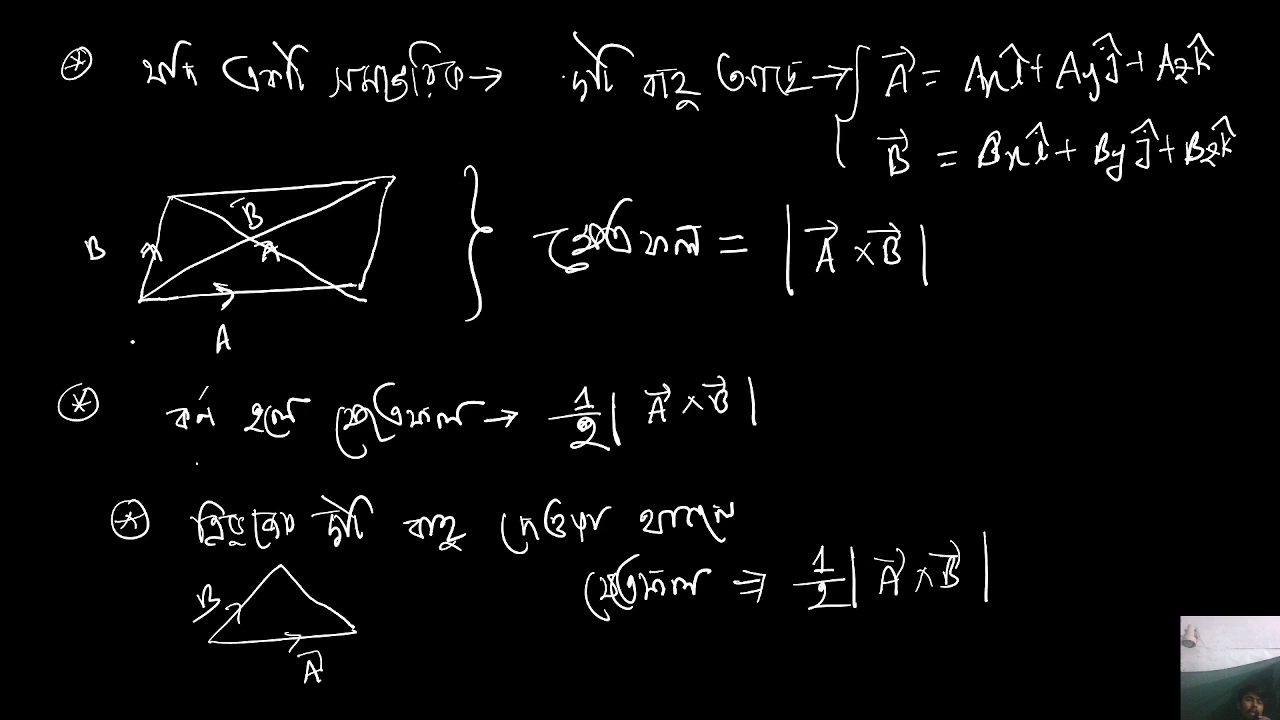 ⊛ যদি একটা সামান্তরিক → দুটি বাহু আছে → { A⃗ = Axî + Ayĵ + Azk̂
B⃗ = Bxî + Byĵ + Bzk̂
B
B A
A
} ক্ষেত্রফল = | A⃗ × B⃗ |
⊛ কর্ণ হলে ক্ষেত্রফল → 1/2 | A⃗ × B⃗ |
⊛ ত্রিভুজের দুটি বাহু দেওয়া থাকলে
ক্ষেত্রফল ⇒ 1/2 | A⃗ × B⃗ |
B
A⃗